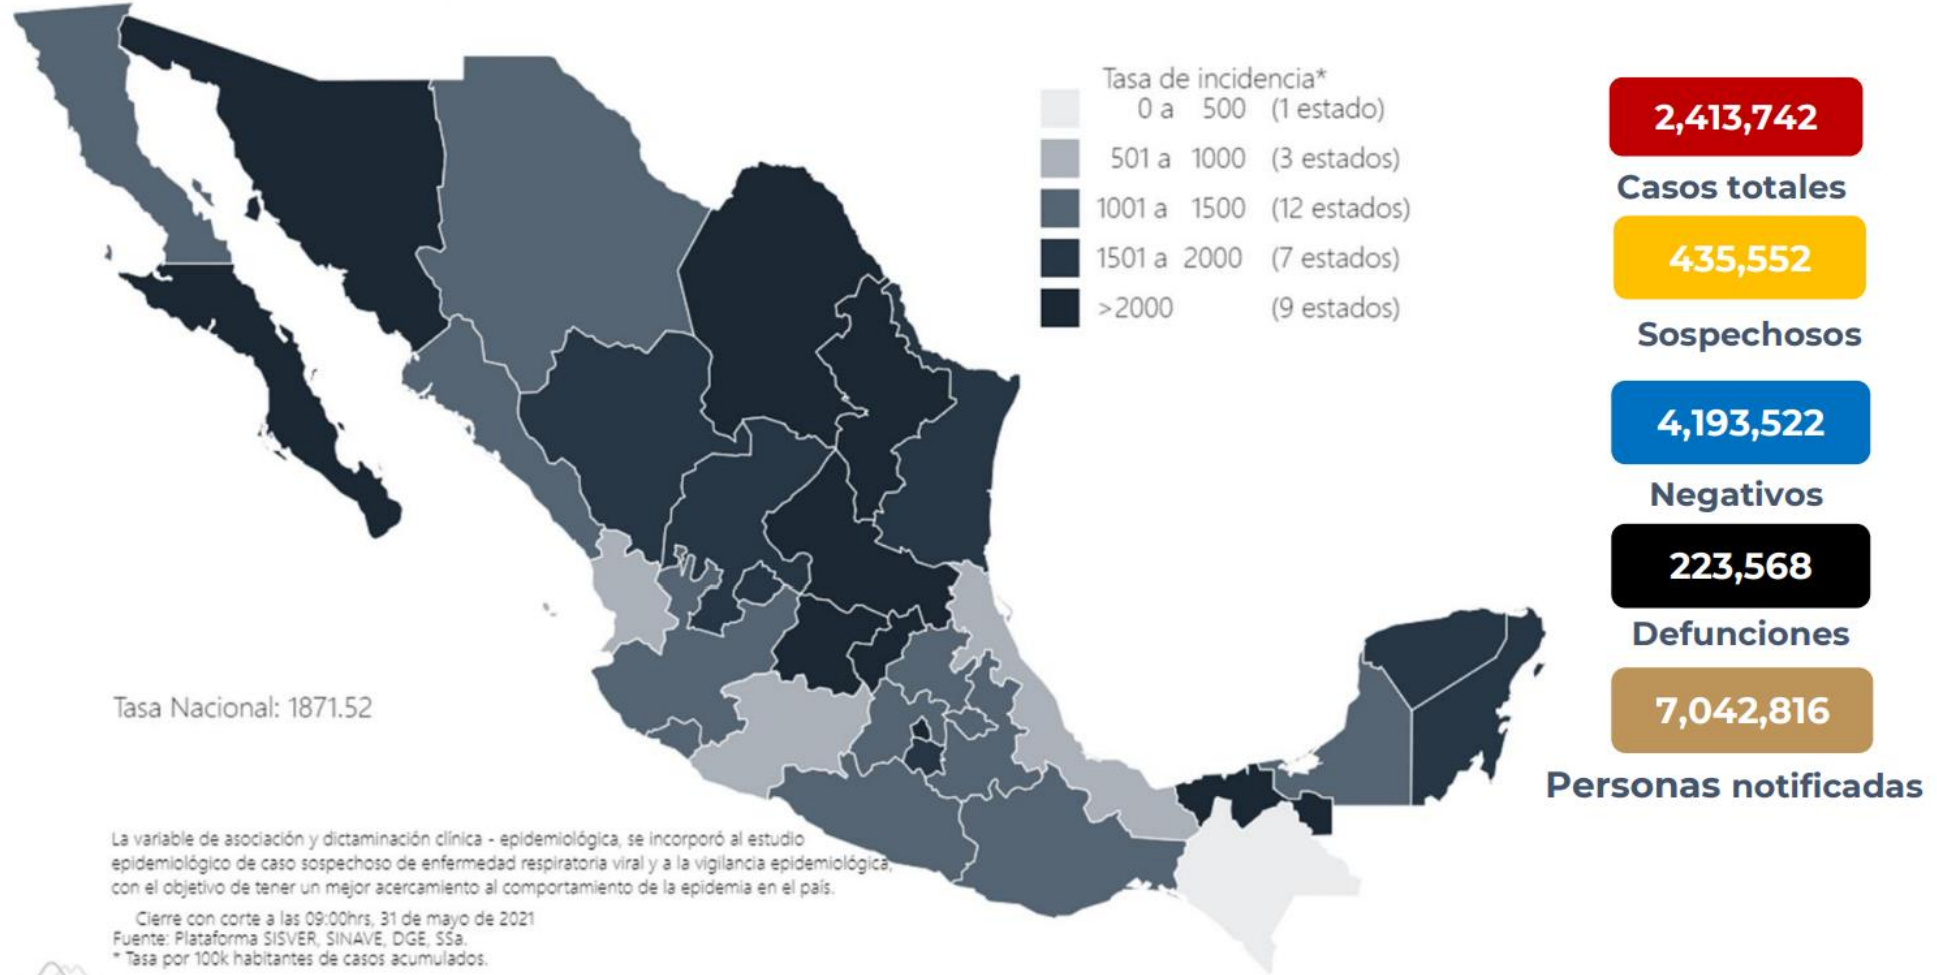 Tasa de incidencia*
0 a 500 (1 estado)
501 a 1000 (3 estados)
1001 a 1500 (12 estados)
1501 a 2000 (7 estados)
>2000 (9 estados)
2,413,742
Casos totales
435,552
Sospechosos
4,193,522
Negativos
223,568
Defunciones
7,042,816
Personas notificadas
Tasa Nacional: 1871.52
La variable de asociación y dictaminación clínica - epidemiológica, se incorporó al estudio
epidemiológico de caso sospechoso de enfermedad respiratoria viral y a la vigilancia epidemiológica,
con el objetivo de tener un mejor acercamiento al comportamiento de la epidemia en el país.
Cierre con corte a las 09:00hrs, 31 de mayo de 2021
Fuente: Plataforma SISVER, SINAVE, DGE, SSa.
* Tasa por 100k habitantes de casos acumulados.